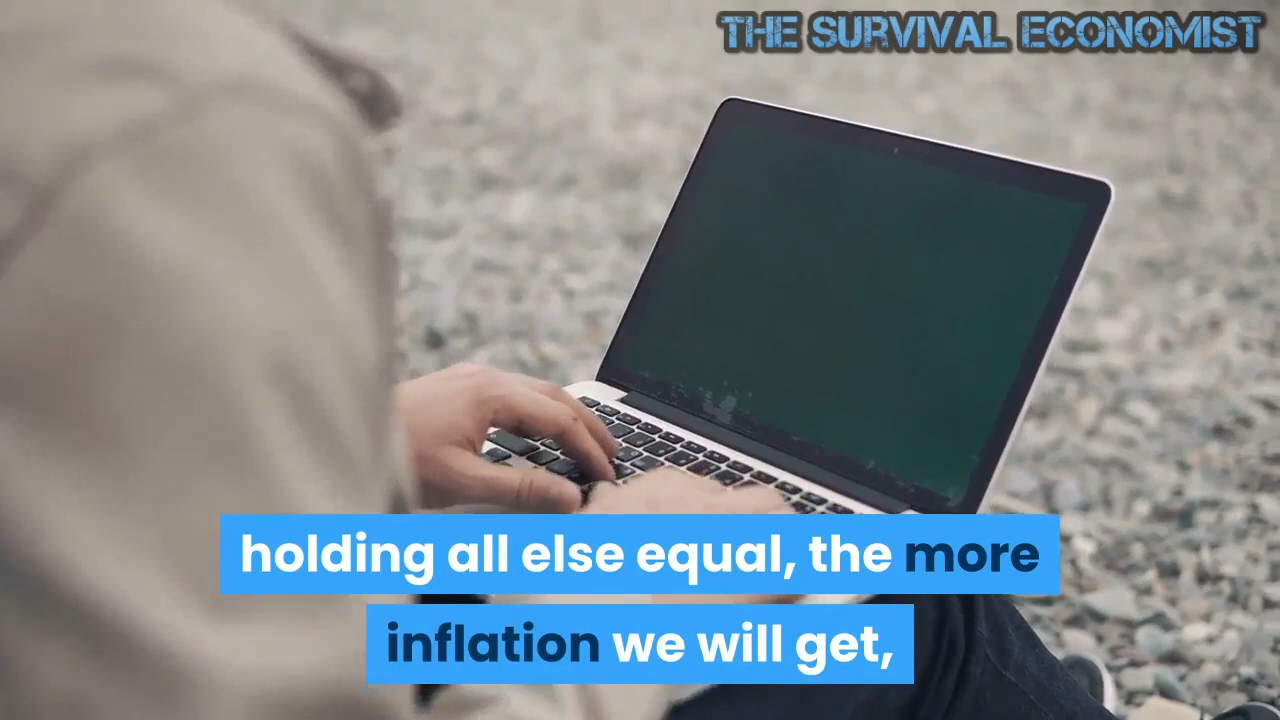 THE SURVIVAL ECONOMIST
holding all else equal, the more
inflation we will get,